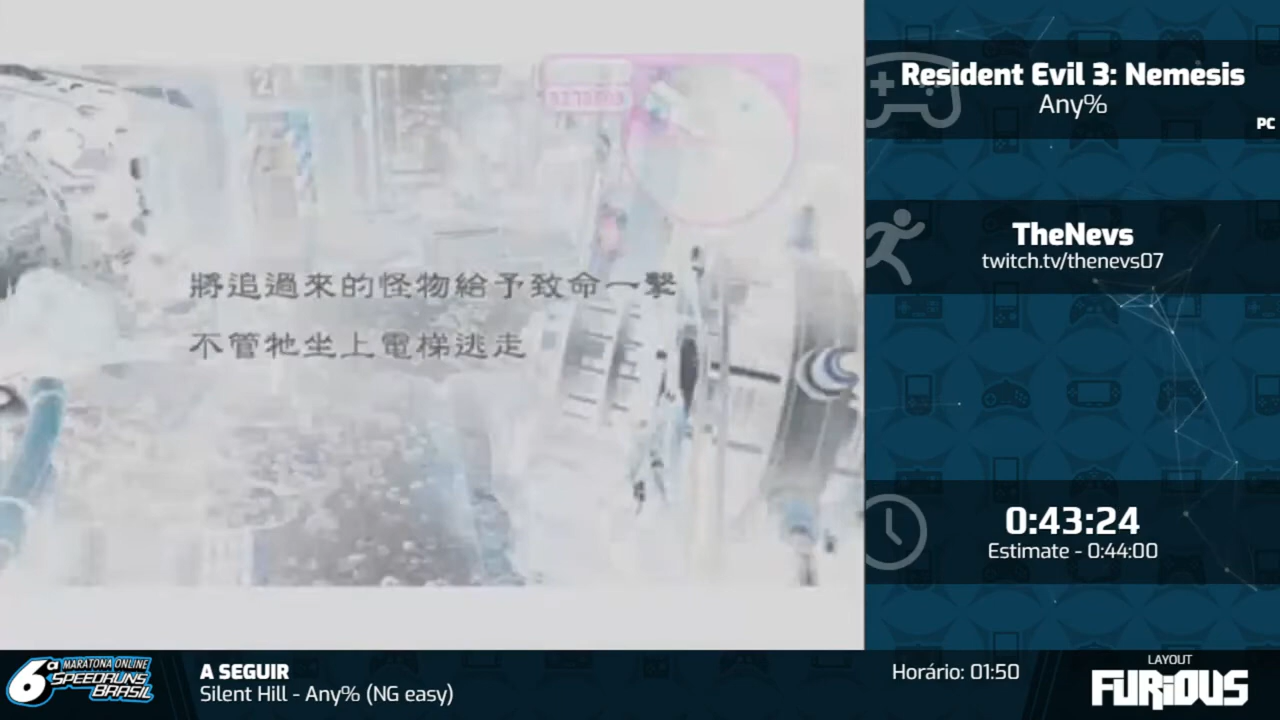 將追過來的怪物給予致命一擊
不管牠坐上電梯逃走
Resident Evil 3: Nemesis
Any%
PC
TheNevs
twitch.tv/thenevs07
0:43:24
Estimate - 0:44:00
6ª MARATONA ONLINE
SPEEDRUNS
BRASIL
A SEGUIR
Silent Hill - Any% (NG easy)
Horário: 01:50
LAYOUT
FURiOUS